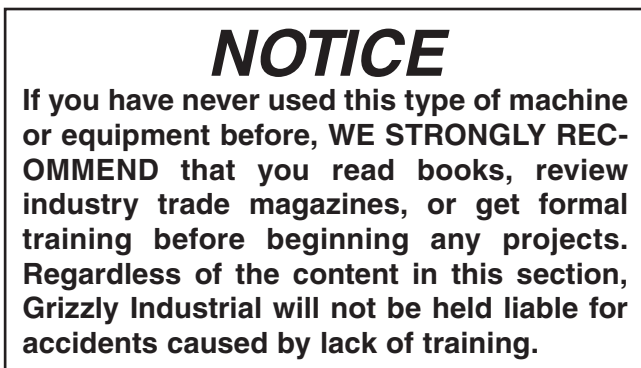 NOTICE
If you have never used this type of machine
or equipment before, WE STRONGLY REC-
OMMEND that you read books, review
industry trade magazines, or get formal
training before beginning any projects.
Regardless of the content in this section,
Grizzly Industrial will not be held liable for
accidents caused by lack of training.